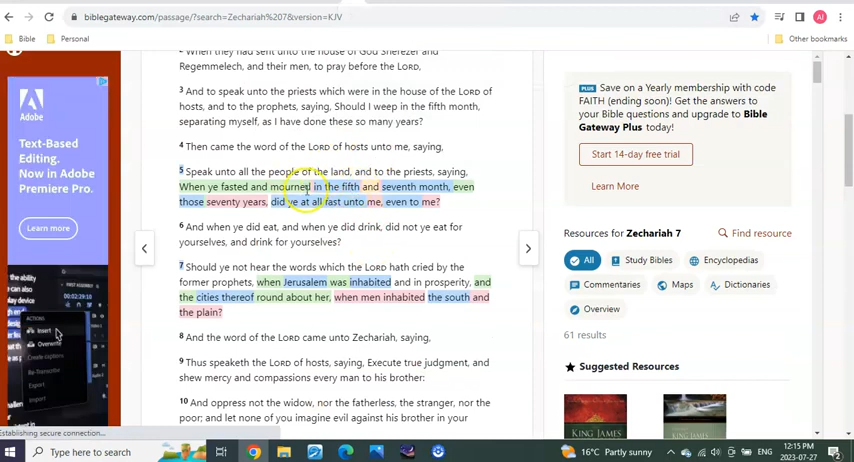 biblegateway.com/passage/?search=Zechariah%207&version=KJV
AI
Bible
Personal
Other bookmarks
2 When they had sent unto the house of God Sherezer and
Regemmelech, and their men, to pray before the LORD,
3 And to speak unto the priests which were in the house of the LORD of
hosts, and to the prophets, saying, Should I weep in the fifth month,
separating myself, as I have done these so many years?
4 Then came the word of the LORD of hosts unto me, saying,
5 Speak unto all the people of the land, and to the priests, saying,
When ye fasted and mourned in the fifth and seventh month, even
those seventy years, did ye at all fast unto me, even to me?
6 And when ye did eat, and when ye did drink, did not ye eat for
yourselves, and drink for yourselves?
7 Should ye not hear the words which the LORD hath cried by the
former prophets, when Jerusalem was inhabited and in prosperity, and
the cities thereof round about her, when men inhabited the south and
the plain?
8 And the word of the LORD came unto Zechariah, saying,
9 Thus speaketh the LORD of hosts, saying, Execute true judgment, and
shew mercy and compassions every man to his brother:
10 And oppress not the widow, nor the fatherless, the stranger, nor the
poor; and let none of you imagine evil against his brother in your
Adobe
Text-Based
Editing.
Now in Adobe
Premiere Pro.
Learn more
ACTIONS
Insert
Overwrite
Create captions
Re-Transcribe
Export
Import
PLUS Save on a Yearly membership with code
FAITH (ending soon)! Get the answers to
your Bible questions and upgrade to Bible
Gateway Plus today!
Start 14-day free trial
Learn More
Resources for Zechariah 7
Find resource
All
Study Bibles
Encyclopedias
Commentaries
Maps
Dictionaries
Overview
61 results
Suggested Resources
KING JAMES
Establishing secure connection...
Type here to search
16°C Partly sunny
ENG
12:15 PM
2023-07-27
2